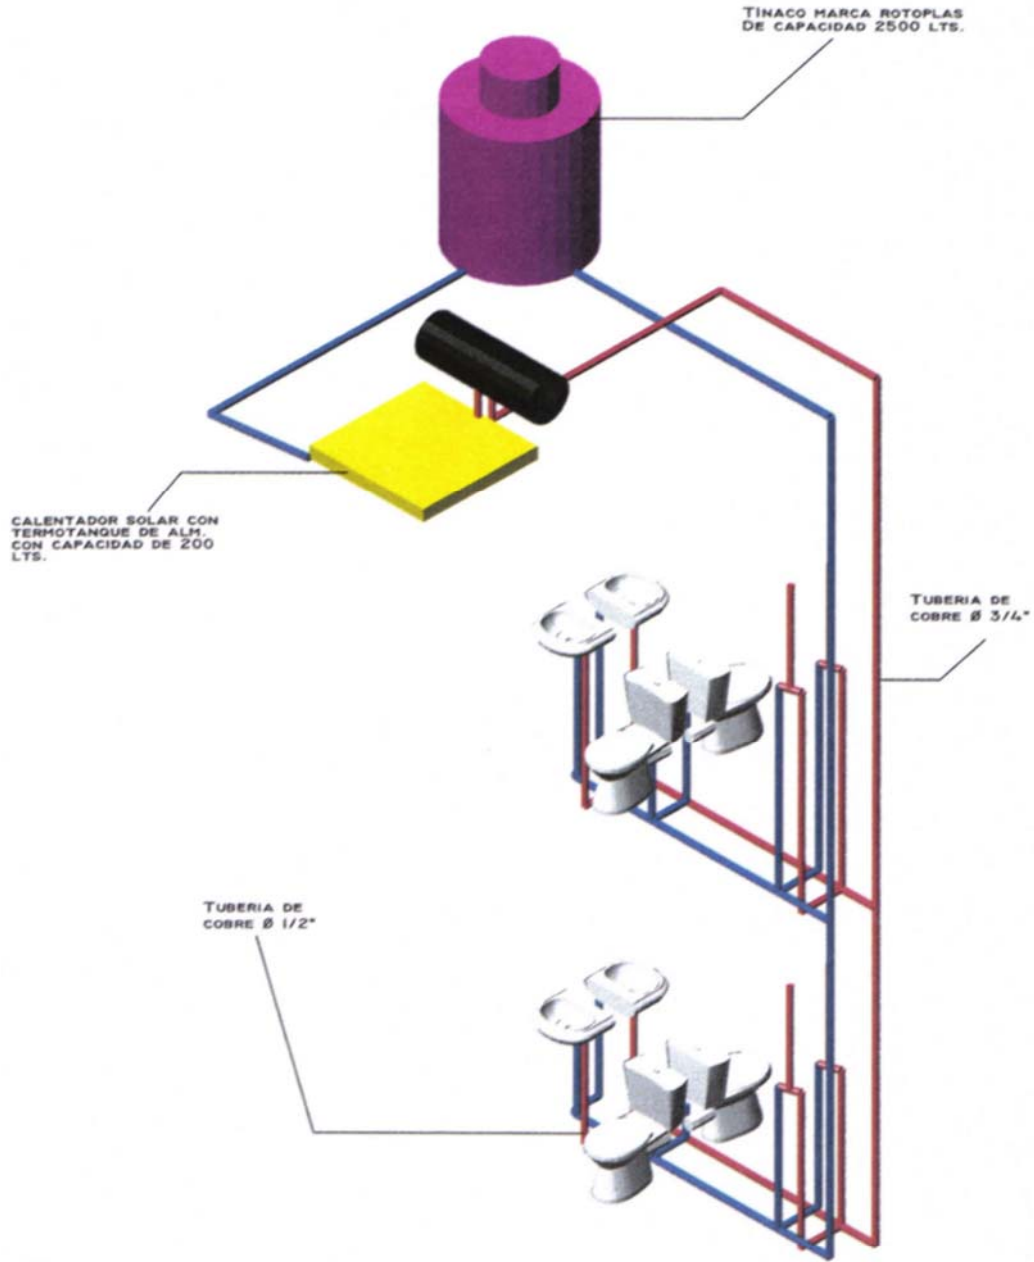 TINACO MARCA ROTOPLAS
DE CAPACIDAD 2500 LTS.
CALENTADOR SOLAR CON
TERMOTANQUE DE ALM.
CON CAPACIDAD DE 200
LTS.
TUBERIA DE
COBRE Ø 3/4"
TUBERIA DE
COBRE Ø 1/2"